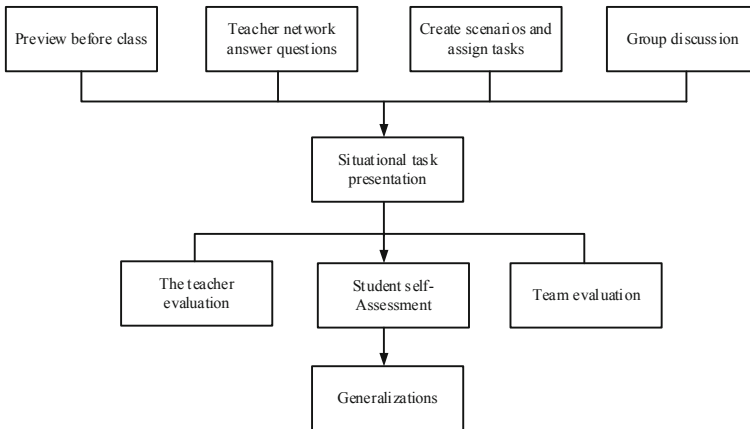 Preview before class
Teacher network
answer questions
Create scenarios and
assign tasks
Group discussion
Situational task
presentation
The teacher
evaluation
Student self-
Assessment
Team evaluation
Generalizations